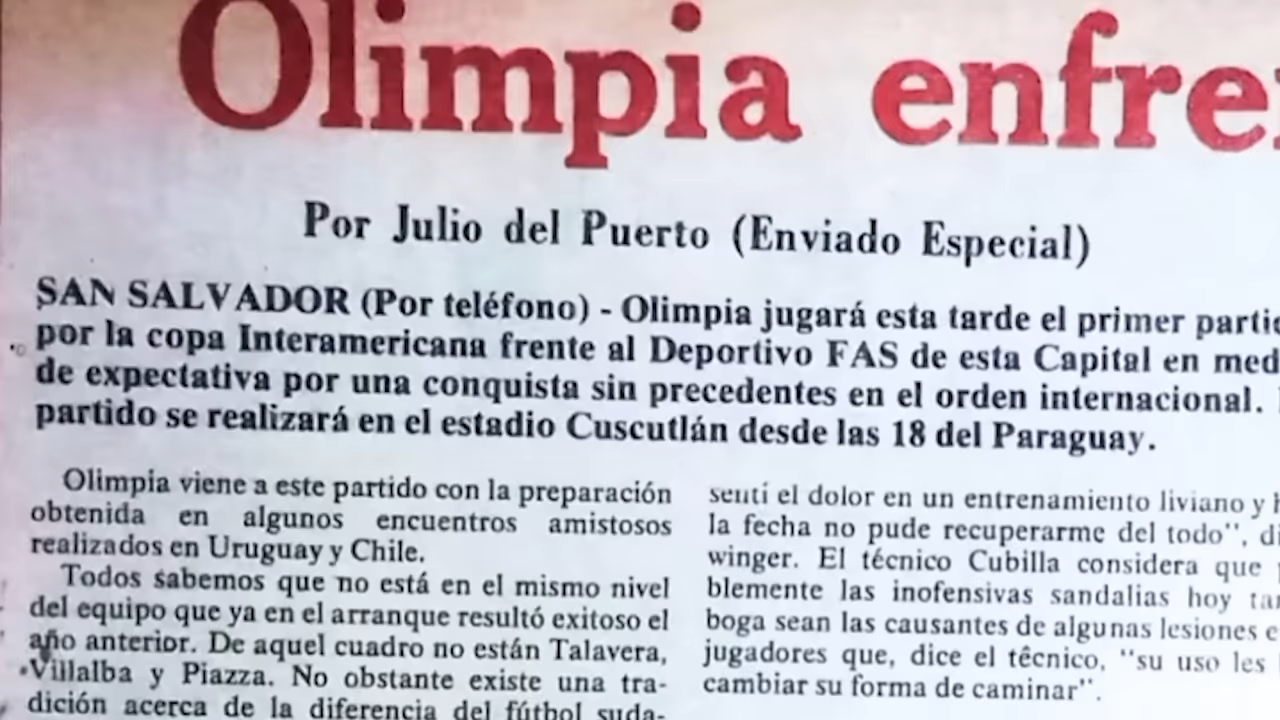 Olimpia enfre
Por Julio del Puerto (Enviado Especial)
SAN SALVADOR (Por teléfono) - Olimpia jugará esta tarde el primer partid
por la copa Interamericana frente al Deportivo FAS de esta Capital en med
de expectativa por una conquista sin precedentes en el orden internacional.
partido se realizará en el estadio Cuscutlán desde las 18 del Paraguay.
Olimpia viene a este partido con la preparación
obtenida en algunos encuentros amistosos
realizados en Uruguay y Chile.
Todos sabemos que no está en el mismo nivel
del equipo que ya en el arranque resultó exitoso el
año anterior. De aquel cuadro no están Talavera,
Villalba y Piazza. No obstante existe una tra-
dición acerca de la diferencia del fútbol suda-
sentí el dolor en un entrenamiento liviano y
la fecha no pude recuperarme del todo", di
winger. El técnico Cubilla considera que
blemente las inofensivas sandalias hoy tan
boga sean las causantes de algunas lesiones e
jugadores que, dice el técnico, "su uso les
cambiar su forma de caminar".